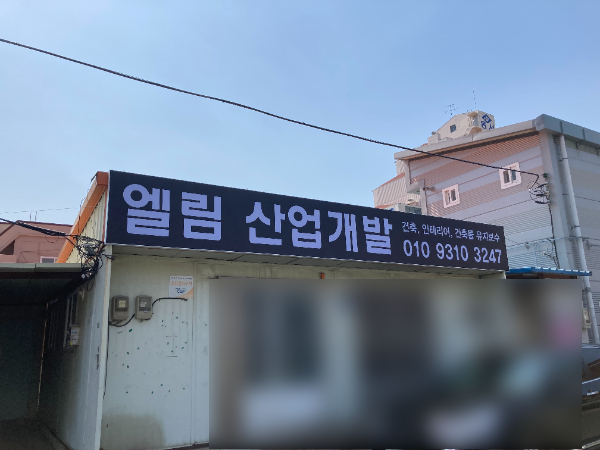 엘림 산업개발
건축, 인테리어, 건축물 유지보수
010 9310 3247